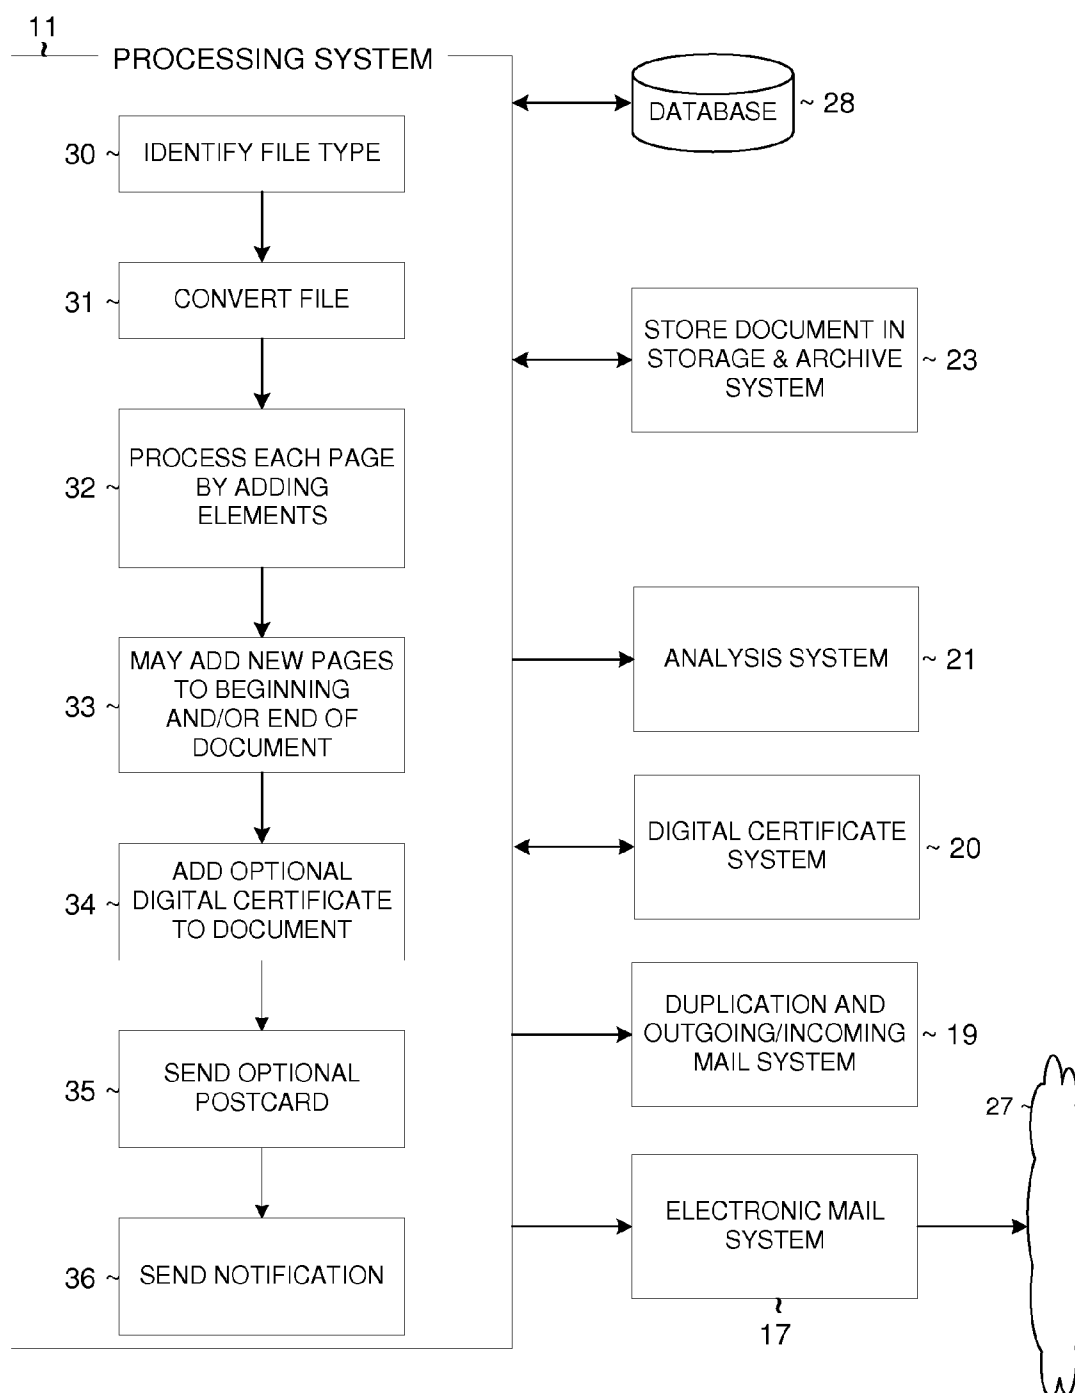 11
PROCESSING SYSTEM
30 ~
IDENTIFY FILE TYPE
31 ~
CONVERT FILE
32 ~
PROCESS EACH PAGE
BY ADDING
ELEMENTS
33 ~
MAY ADD NEW PAGES
TO BEGINNING
AND/OR END OF
DOCUMENT
34 ~
ADD OPTIONAL
DIGITAL CERTIFICATE
TO DOCUMENT
35 ~
SEND OPTIONAL
POSTCARD
36 ~
SEND NOTIFICATION
DATABASE
~ 28
STORE DOCUMENT IN
STORAGE & ARCHIVE
SYSTEM
~ 23
ANALYSIS SYSTEM
~ 21
DIGITAL CERTIFICATE
SYSTEM
~ 20
DUPLICATION AND
OUTGOING/INCOMING
MAIL SYSTEM
~ 19
ELECTRONIC MAIL
SYSTEM
17
27 ~